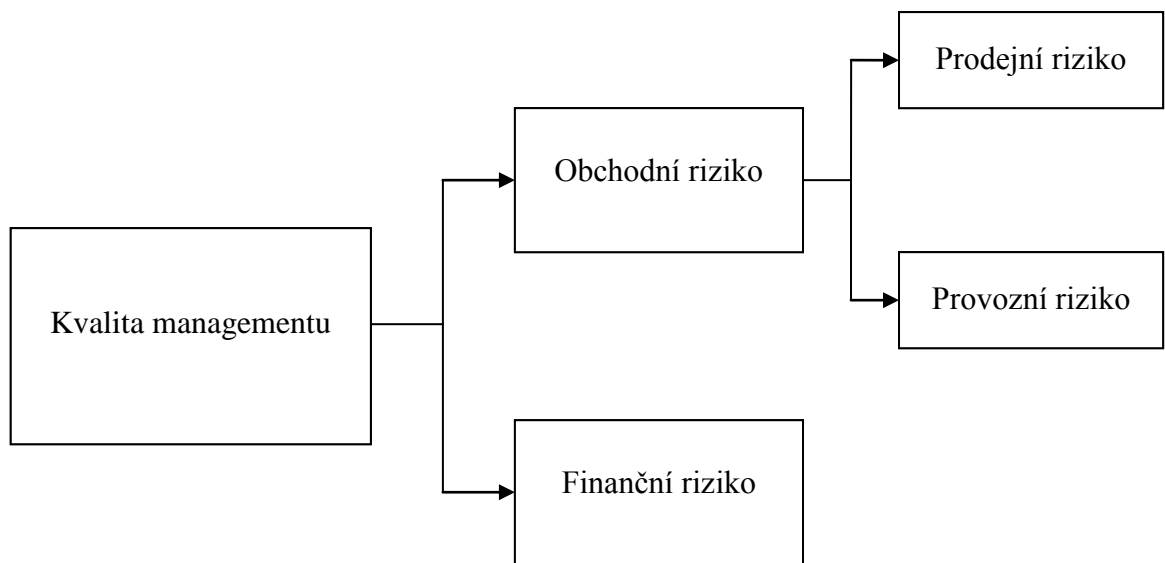 Prodejní riziko
Obchodní riziko
Provozní riziko
Kvalita managementu
Finanční riziko